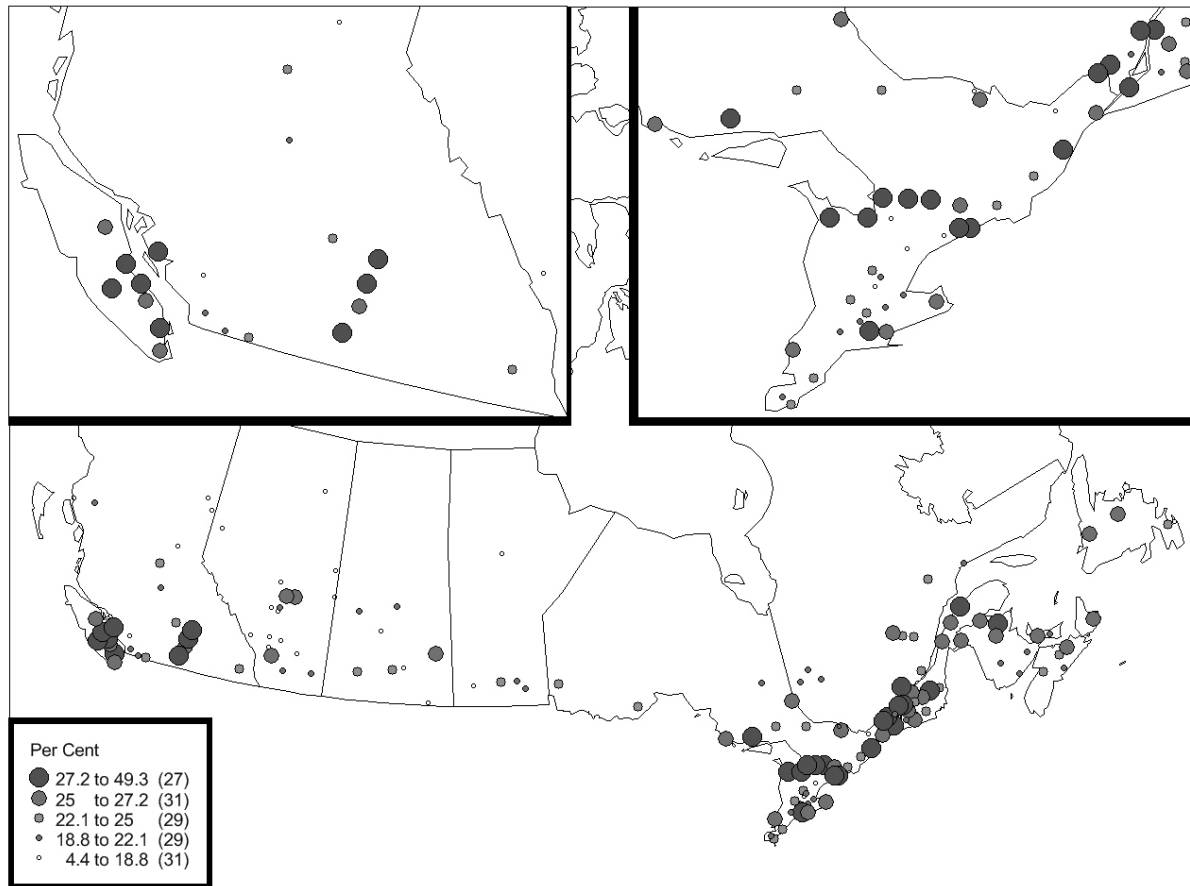 Per Cent
27.2 to 49.3 (27)
25 to 27.2 (31)
22.1 to 25 (29)
18.8 to 22.1 (29)
4.4 to 18.8 (31)